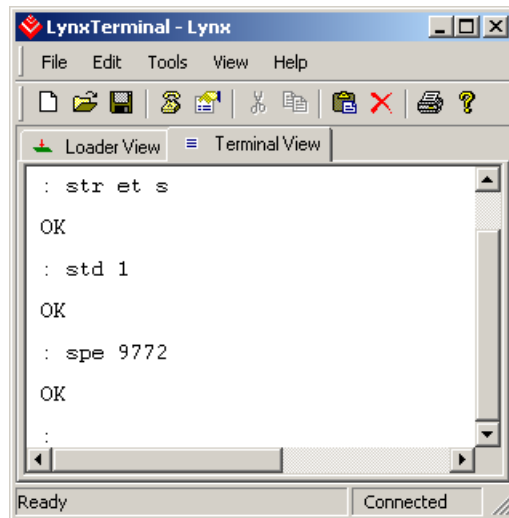 LynxTerminal - Lynx
File Edit Tools View Help
Loader View Terminal View
: str et s
OK
: std 1
OK
: spe 9772
OK
:
Ready Connected